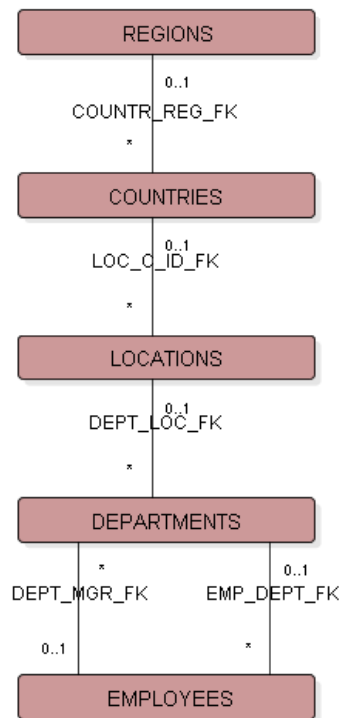 REGIONS
0..1
COUNTR_REG_FK
*
COUNTRIES
0..1
LOC_C_ID_FK
*
LOCATIONS
0..1
DEPT_LOC_FK
*
DEPARTMENTS
* 0..1
DEPT_MGR_FK EMP_DEPT_FK
0..1 *
EMPLOYEES